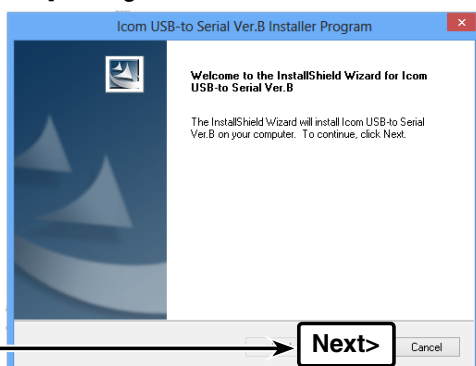 Icom USB-to Serial Ver.B Installer Program
Welcome to the InstallShield Wizard for Icom
USB-to Serial Ver.B
The InstallShield Wizard will install Icom USB-to Serial
Ver.B on your computer. To continue, click Next.
Next>
Cancel